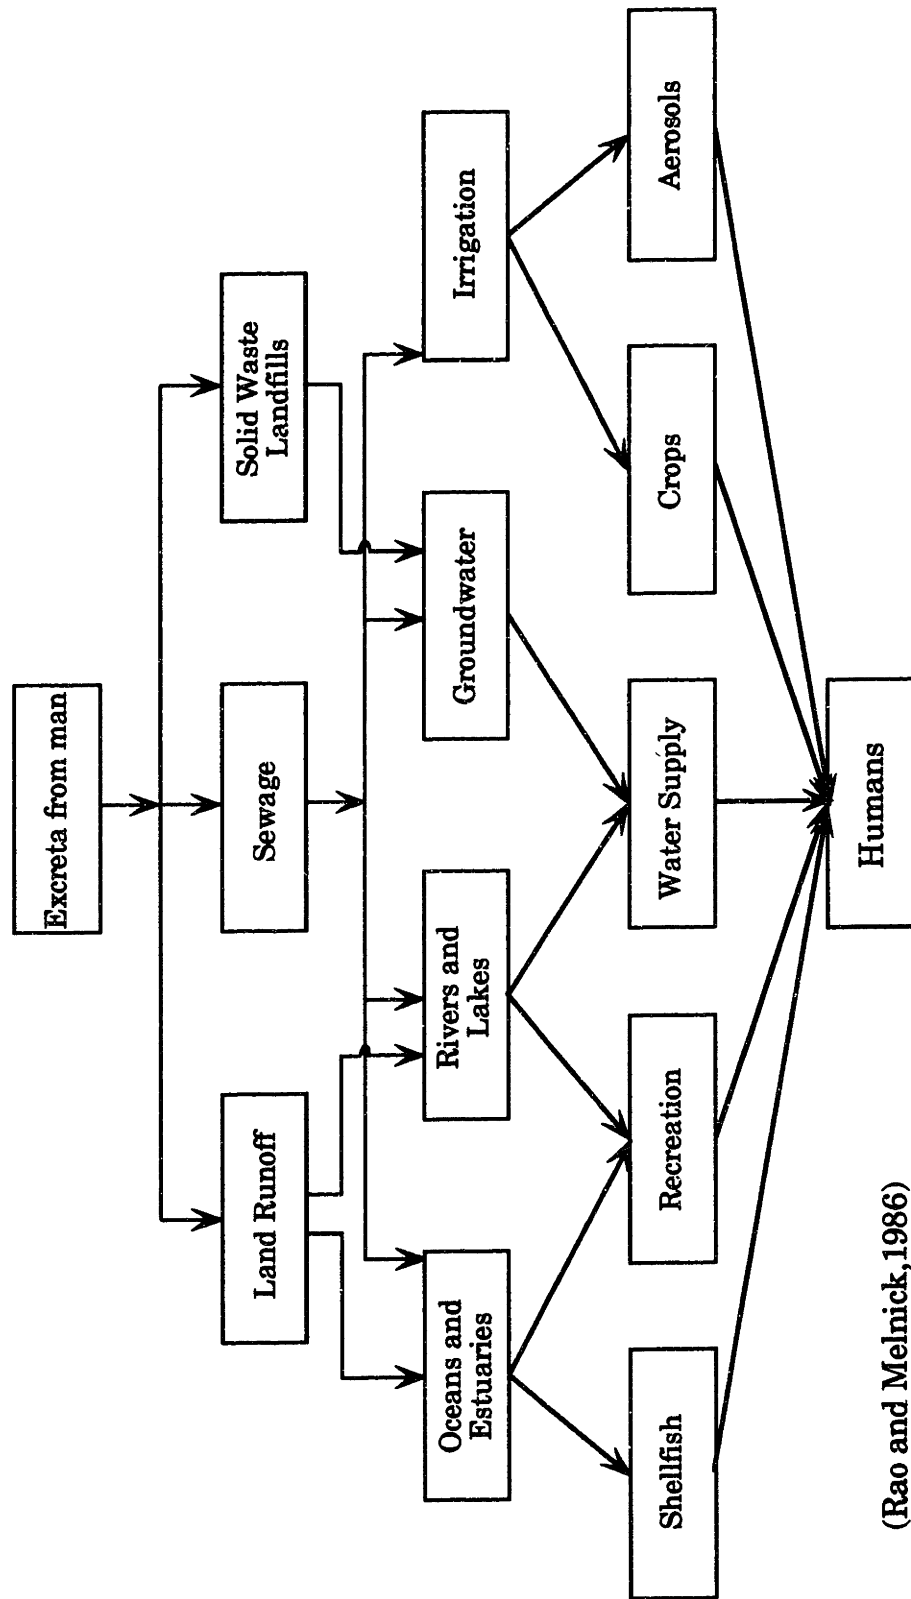 Excreta from man
Land Runoff
Sewage
Solid Waste
Landfills
Oceans and
Estuaries
Rivers and
Lakes
Groundwater
Irrigation
Shellfish
Recreation
Water Supply
Crops
Aerosols
Humans
(Rao and Melnick,1986)